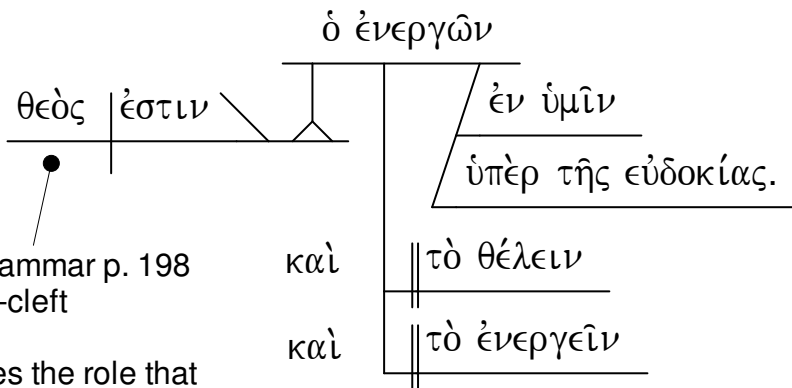 ὁ ἐνεργῶν
θεὸς ἐστιν
ἐν ὑμῖν
ὑπὲρ τῆς εὐδοκίας.
ammar p. 198
-cleft
es the role that
καὶ τὸ θέλειν
καὶ τὸ ἐνεργεῖν